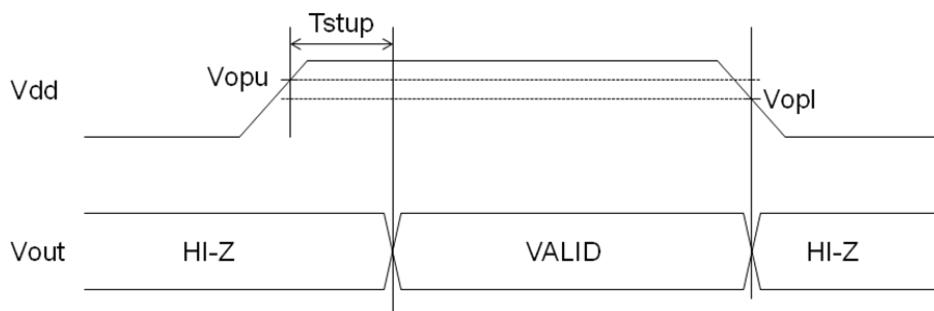 Tstup
Vopu
Vdd
Vopl
Vout
HI-Z
VALID
HI-Z